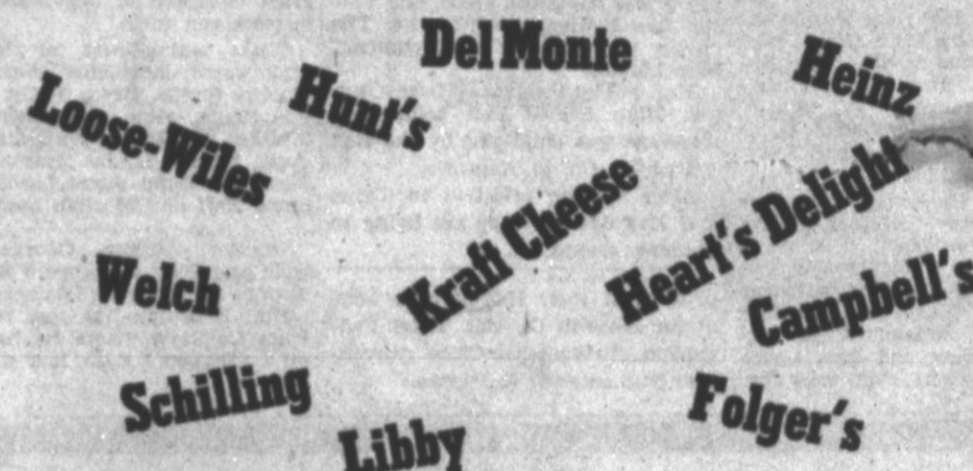 Del Monte
Heinz
Hunt's
Loose-Wiles
Kraft Cheese
Heart's Delight
Welch
Campbell's
Schilling
Folger's
Libby